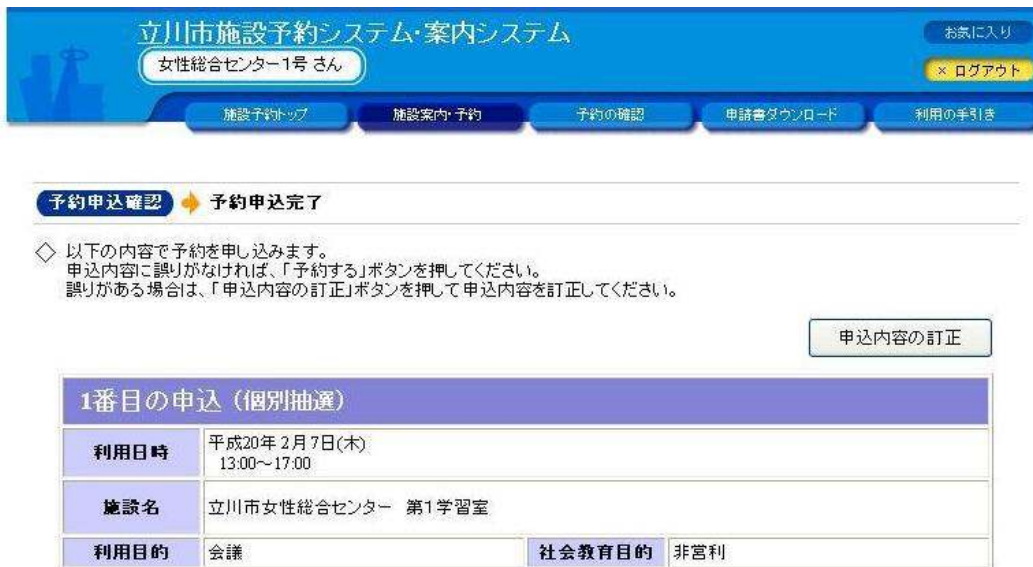 立川市施設予約システム・案内システム
お気に入り
女性総合センター1号 さん
× ログアウト
施設予約トップ
施設案内・予約
予約の確認
申請書ダウンロード
利用の手引き
予約申込確認
予約申込完了
◇ 以下の内容で予約を申し込みます。
申込内容に誤りがなければ、「予約する」ボタンを押してください。
誤りがある場合は、「申込内容の訂正」ボタンを押して申込内容を訂正してください。
申込内容の訂正
1番目の申込（個別抽選）
利用日時
平成20年2月7日(木)
13:00～17:00
施設名
立川市女性総合センター 第1学習室
利用目的
会議
社会教育目的
非営利